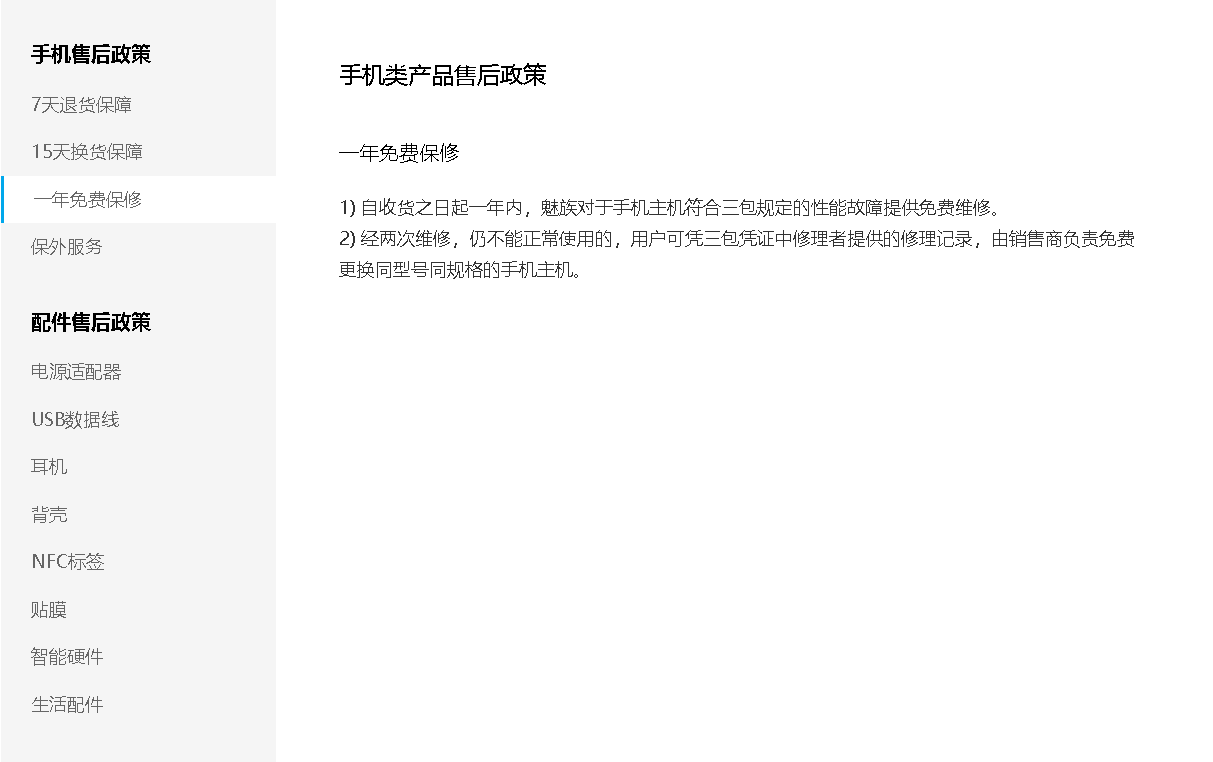 手机售后政策
7天退货保障
15天换货保障
一年免费保修
保外服务
配件售后政策
电源适配器
USB数据线
耳机
背壳
NFC标签
贴膜
智能硬件
生活配件
手机类产品售后政策
一年免费保修
1) 自收货之日起一年内，魅族对于手机主机符合三包规定的性能故障提供免费维修。
2) 经两次维修，仍不能正常使用的，用户可凭三包凭证中修理者提供的修理记录，由销售商负责免费
更换同型号同规格的手机主机。